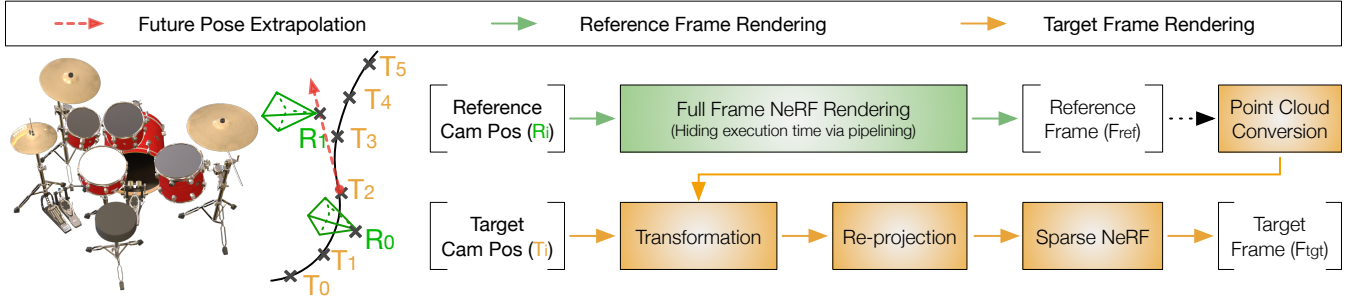 Future Pose Extrapolation
Reference Frame Rendering
Target Frame Rendering
T5
T4
R1
T3
T2
R0
T1
T0
Reference
Cam Pos (Ri)
Full Frame NeRF Rendering
(Hiding execution time via pipelining)
Reference
Frame (Fref)
Point Cloud
Conversion
Target
Cam Pos (Ti)
Transformation
Re-projection
Sparse NeRF
Target
Frame (Ftgt)